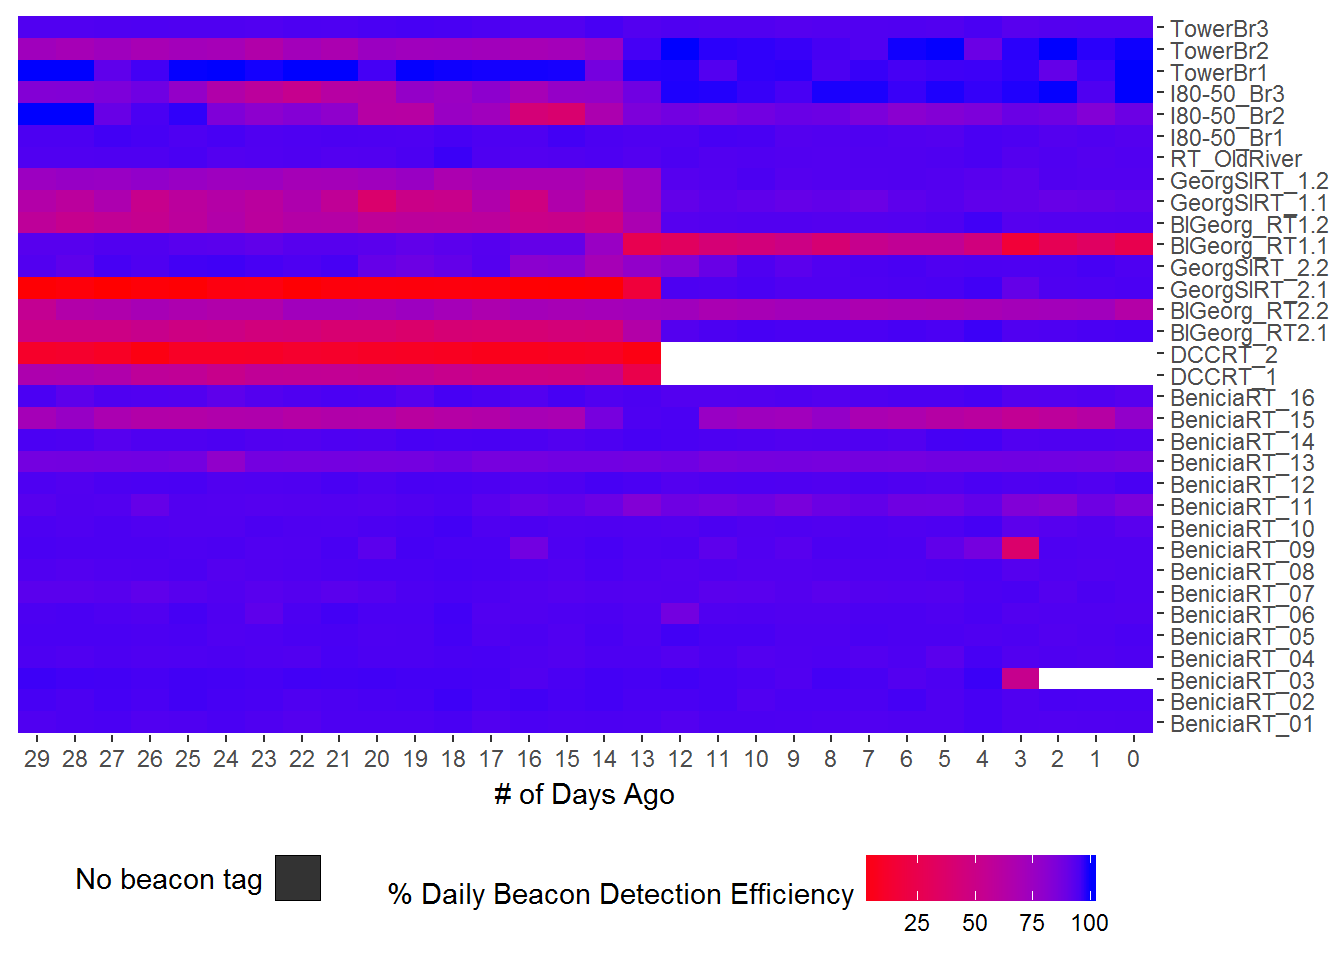 TowerBr3
TowerBr2
TowerBr1
I80-50_Br3
I80-50_Br2
I80-50_Br1
RT_OldRiver
GeorgSlRT_1.2
GeorgSlRT_1.1
BlGeorg_RT1.2
BlGeorg_RT1.1
GeorgSlRT_2.2
GeorgSlRT_2.1
BlGeorg_RT2.2
BlGeorg_RT2.1
DCCRT_2
DCCRT_1
BeniciaRT_16
BeniciaRT_15
BeniciaRT_14
BeniciaRT_13
BeniciaRT_12
BeniciaRT_11
BeniciaRT_10
BeniciaRT_09
BeniciaRT_08
BeniciaRT_07
BeniciaRT_06
BeniciaRT_05
BeniciaRT_04
BeniciaRT_03
BeniciaRT_02
BeniciaRT_01
29 28 27 26 25 24 23 22 21 20 19 18 17 16 15 14 13 12 11 10 9 8 7 6 5 4 3 2 1 0
# of Days Ago
No beacon tag
% Daily Beacon Detection Efficiency
25 50 75 100